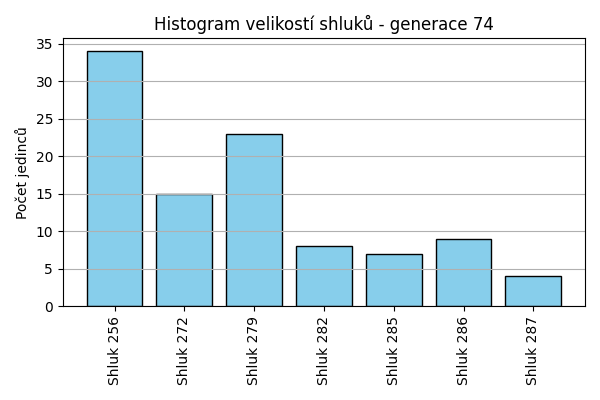 Histogram velikostí shluků - generace 74
Počet jedinců
35
30
25
20
15
10
5
0
Shluk 256
Shluk 272
Shluk 279
Shluk 282
Shluk 285
Shluk 286
Shluk 287